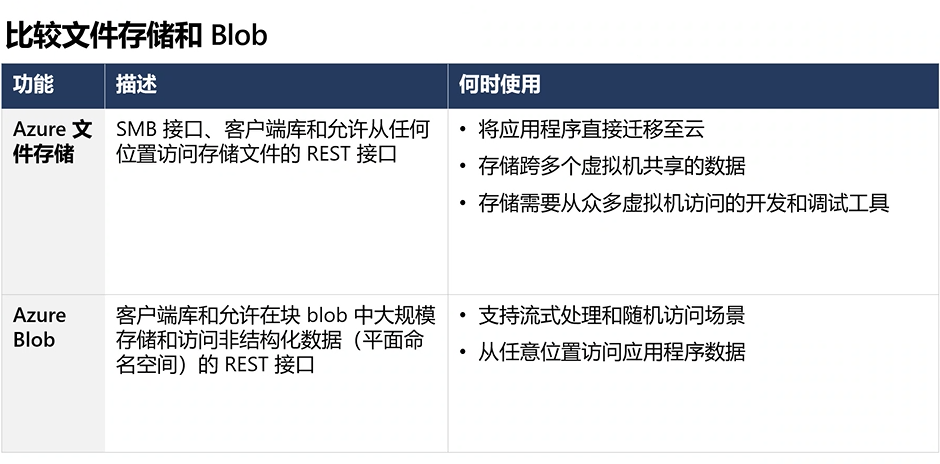 比较文件存储和 Blob
功能
描述
何时使用
Azure 文
件存储
SMB 接口、客户端库和允许从任何
位置访问存储文件的 REST 接口
• 将应用程序直接迁移至云
• 存储跨多个虚拟机共享的数据
• 存储需要从众多虚拟机访问的开发和调试工具
Azure
Blob
客户端库和允许在块 blob 中大规模
存储和访问非结构化数据（平面命
名空间）的 REST 接口
• 支持流式处理和随机访问场景
• 从任意位置访问应用程序数据